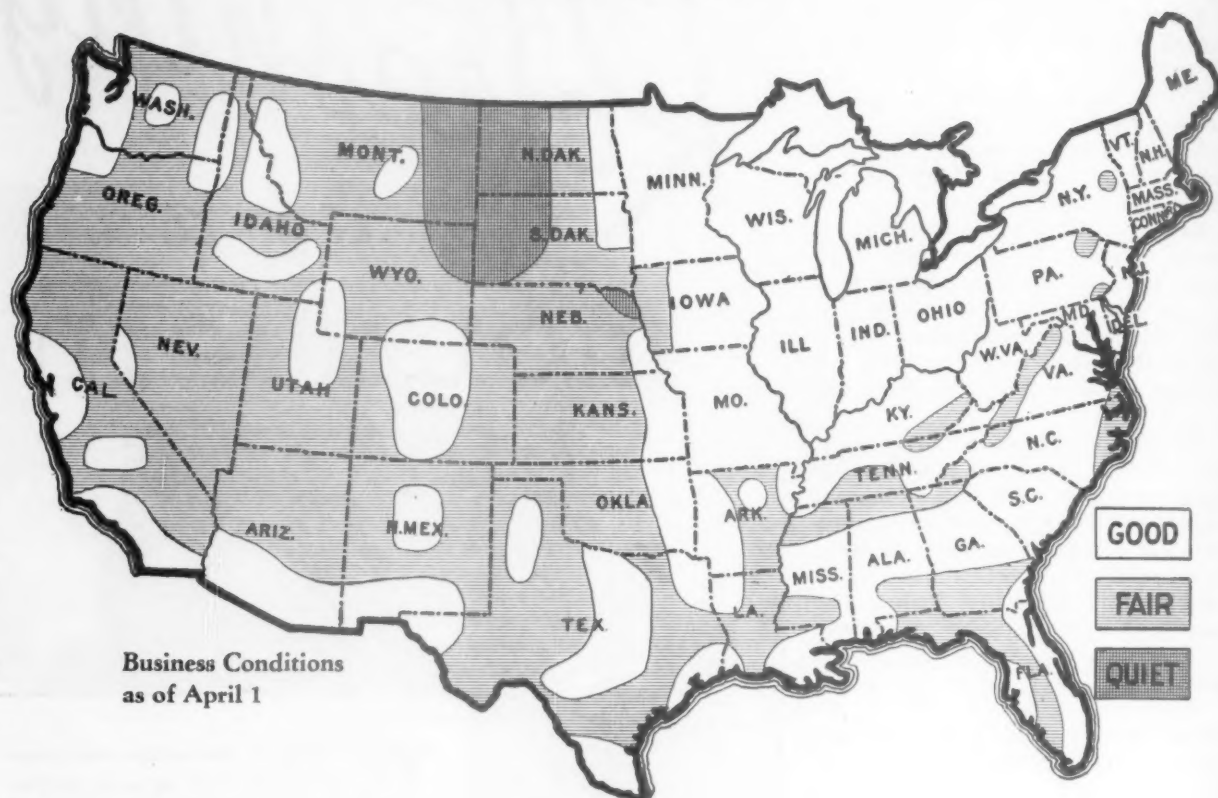 WASH.
MONT.
N.DAK.
MINN.
ME.
VT.
N.H.
OREG.
IDAHO
S.DAK.
WIS.
MICH.
N.Y.
MASS.
CONN.
WYO.
IOWA
PA.
N.J.
NEV.
NEB.
ILL
IND.
OHIO
MD.
DEL.
CAL
UTAH
COLO
KANS.
MO.
W.VA.
VA.
KY.
N.C.
ARIZ.
N.MEX.
OKLA
ARK.
TENN.
S.C.
TEX.
LA.
MISS.
ALA.
GA.
FLA.
GOOD
FAIR
QUIET
Business Conditions
as of April 1